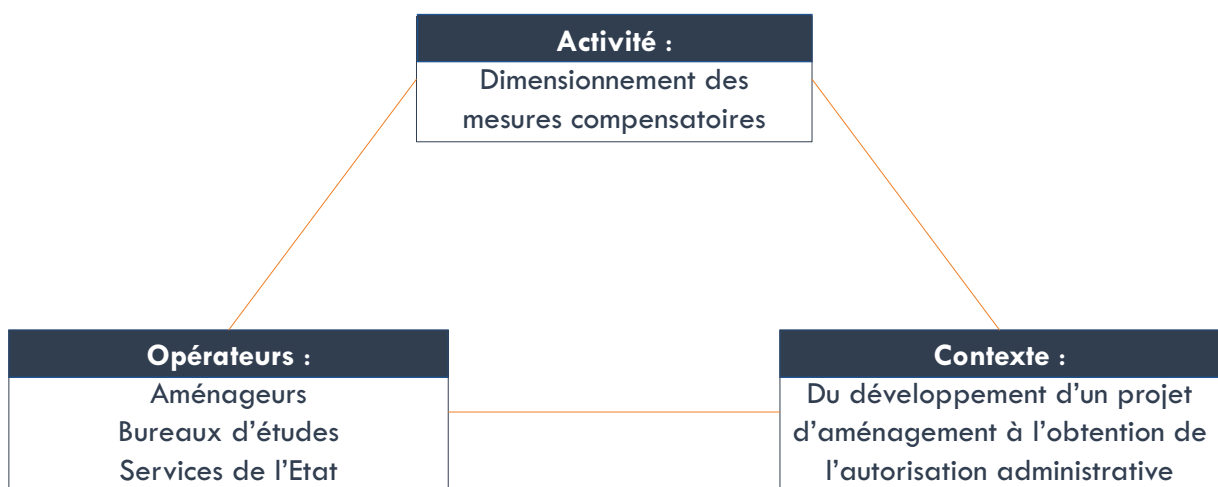 Activité :
Dimensionnement des
mesures compensatoires
Opérateurs :
Aménageurs
Bureaux d'études
Services de l'Etat
Contexte :
Du développement d'un projet
d'aménagement à l'obtention de
l'autorisation administrative